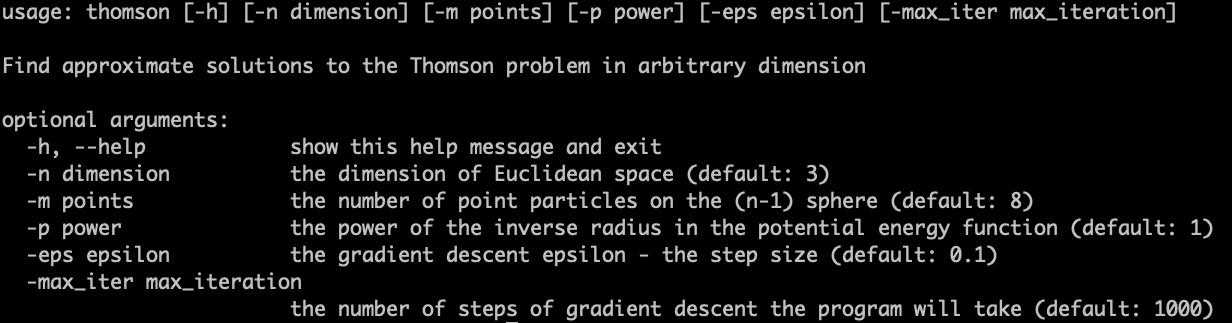 usage: thomson [-h] [-n dimension] [-m points] [-p power] [-eps epsilon] [-max_iter max_iteration]
Find approximate solutions to the Thomson problem in arbitrary dimension
optional arguments:
-h, --help show this help message and exit
-n dimension the dimension of Euclidean space (default: 3)
-m points the number of point particles on the (n-1) sphere (default: 8)
-p power the power of the inverse radius in the potential energy function (default: 1)
-eps epsilon the gradient descent epsilon - the step size (default: 0.1)
-max_iter max_iteration
the number of steps of gradient descent the program will take (default: 1000)